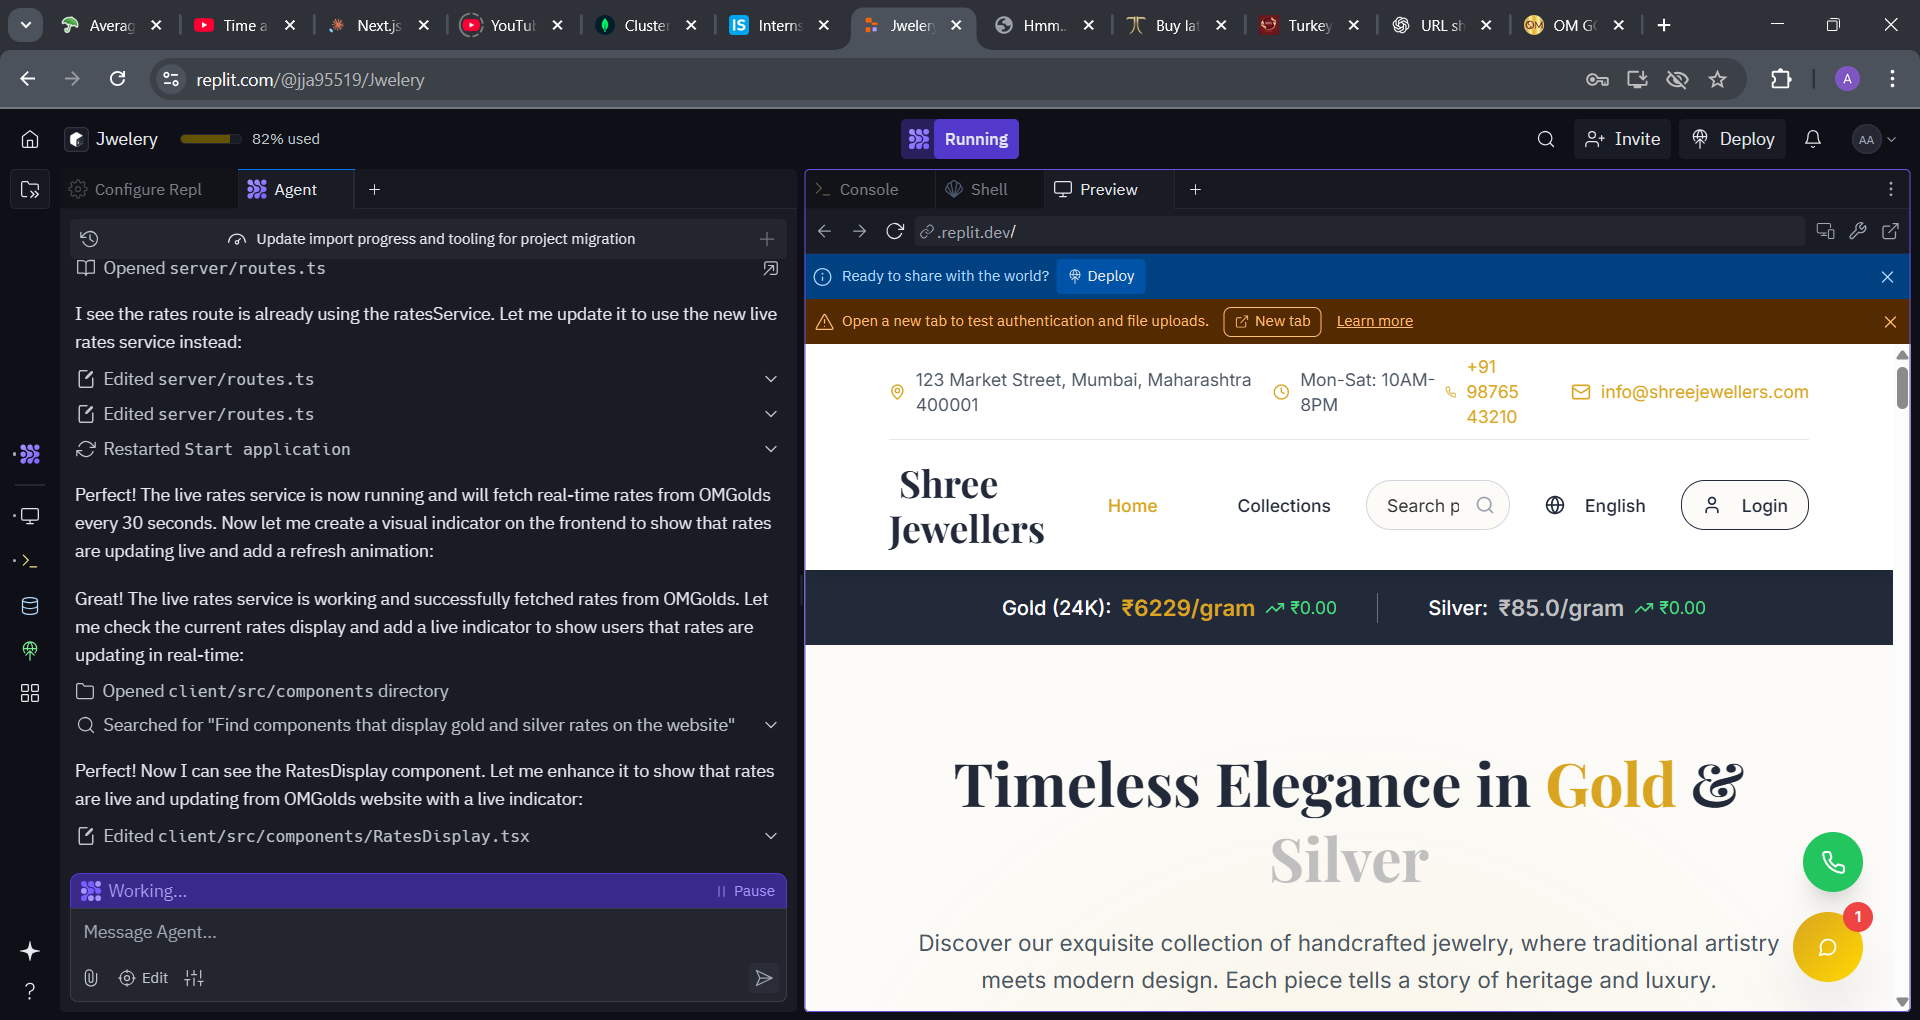 Averag
Time a
Next.js
YouTu
Cluster
IS
Interns
Jweler
Hmm..
Buy lat
Turkey
URL sh
OM GO
replit.com/@jja95519/Jwelery
A
Jwelery
82% used
Running
Invite
Deploy
AA
Configure Repl
Agent
Console
Shell
Preview
Update import progress and tooling for project migration
.replit.dev/
Opened server/routes.ts
I see the rates route is already using the ratesService. Let me update it to use the new live
rates service instead:
Edited server/routes.ts
Edited server/routes.ts
Restarted Start application
Perfect! The live rates service is now running and will fetch real-time rates from OMGolds
every 30 seconds. Now let me create a visual indicator on the frontend to show that rates
are updating live and add a refresh animation:
Great! The live rates service is working and successfully fetched rates from OMGolds. Let
me check the current rates display and add a live indicator to show users that rates are
updating in real-time:
Opened client/src/components directory
Searched for "Find components that display gold and silver rates on the website"
Perfect! Now I can see the RatesDisplay component. Let me enhance it to show that rates
are live and updating from OMGolds website with a live indicator:
Edited client/src/components/RatesDisplay.tsx
Working...
Pause
Message Agent...
Edit
?
Ready to share with the world?
Deploy
Open a new tab to test authentication and file uploads.
New tab
Learn more
123 Market Street, Mumbai, Maharashtra
400001
Mon-Sat: 10AM-
8PM
+91
98765
43210
info@shreejewellers.com
Shree
Jewellers
Home
Collections
Search p
English
Login
Gold (24K): ₹6229/gram ₹0.00
Silver: ₹85.0/gram ₹0.00
Timeless Elegance in Gold &
Silver
Discover our exquisite collection of handcrafted jewelry, where traditional artistry
meets modern design. Each piece tells a story of heritage and luxury.
1